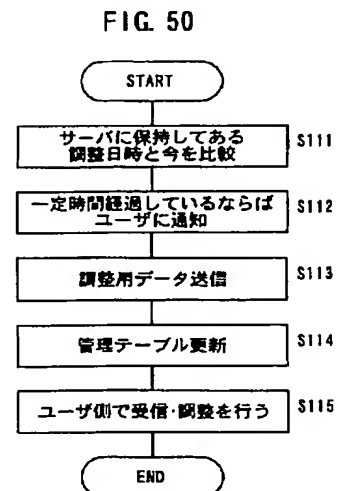 FIG. 50
START
サーバに保持してある
調整日時と今を比較
S111
一定時間経過しているならば
ユーザに通知
S112
調整用データ送信
S113
管理テーブル更新
S114
ユーザ側で受信・調整を行う
S115
END